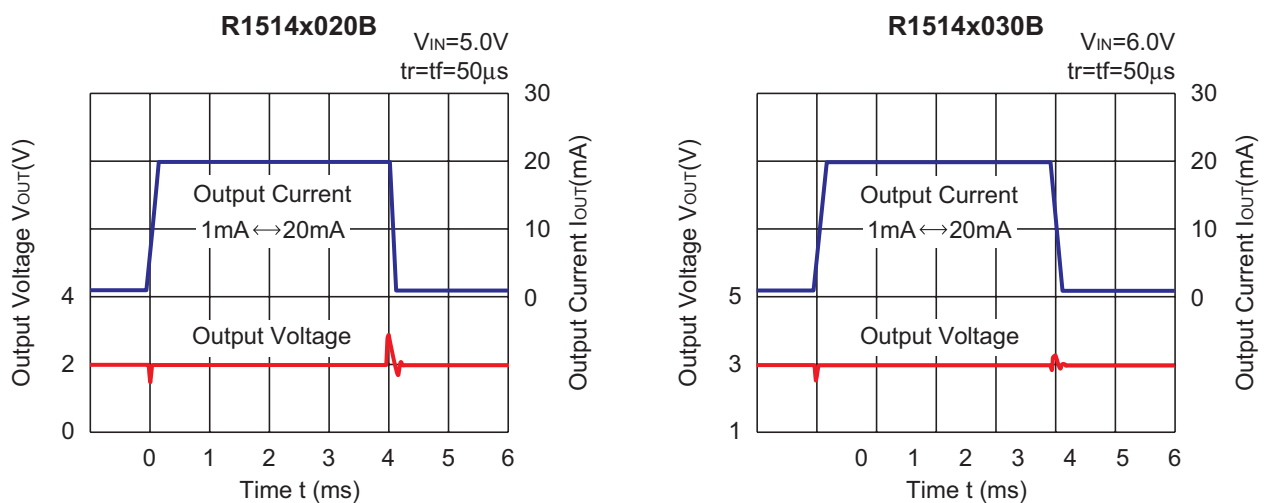 R1514x020B
VIN=5.0V
tr=tf=50μs
30
20
10
0
Output Current IOUT(mA)
Output Voltage VOUT(V)
4
2
0
Output Current
1mA↔20mA
Output Voltage
0 1 2 3 4 5 6
Time t (ms)
R1514x030B
VIN=6.0V
tr=tf=50μs
30
20
10
0
Output Current IOUT(mA)
Output Voltage VOUT(V)
5
3
1
Output Current
1mA↔20mA
Output Voltage
0 1 2 3 4 5 6
Time t (ms)